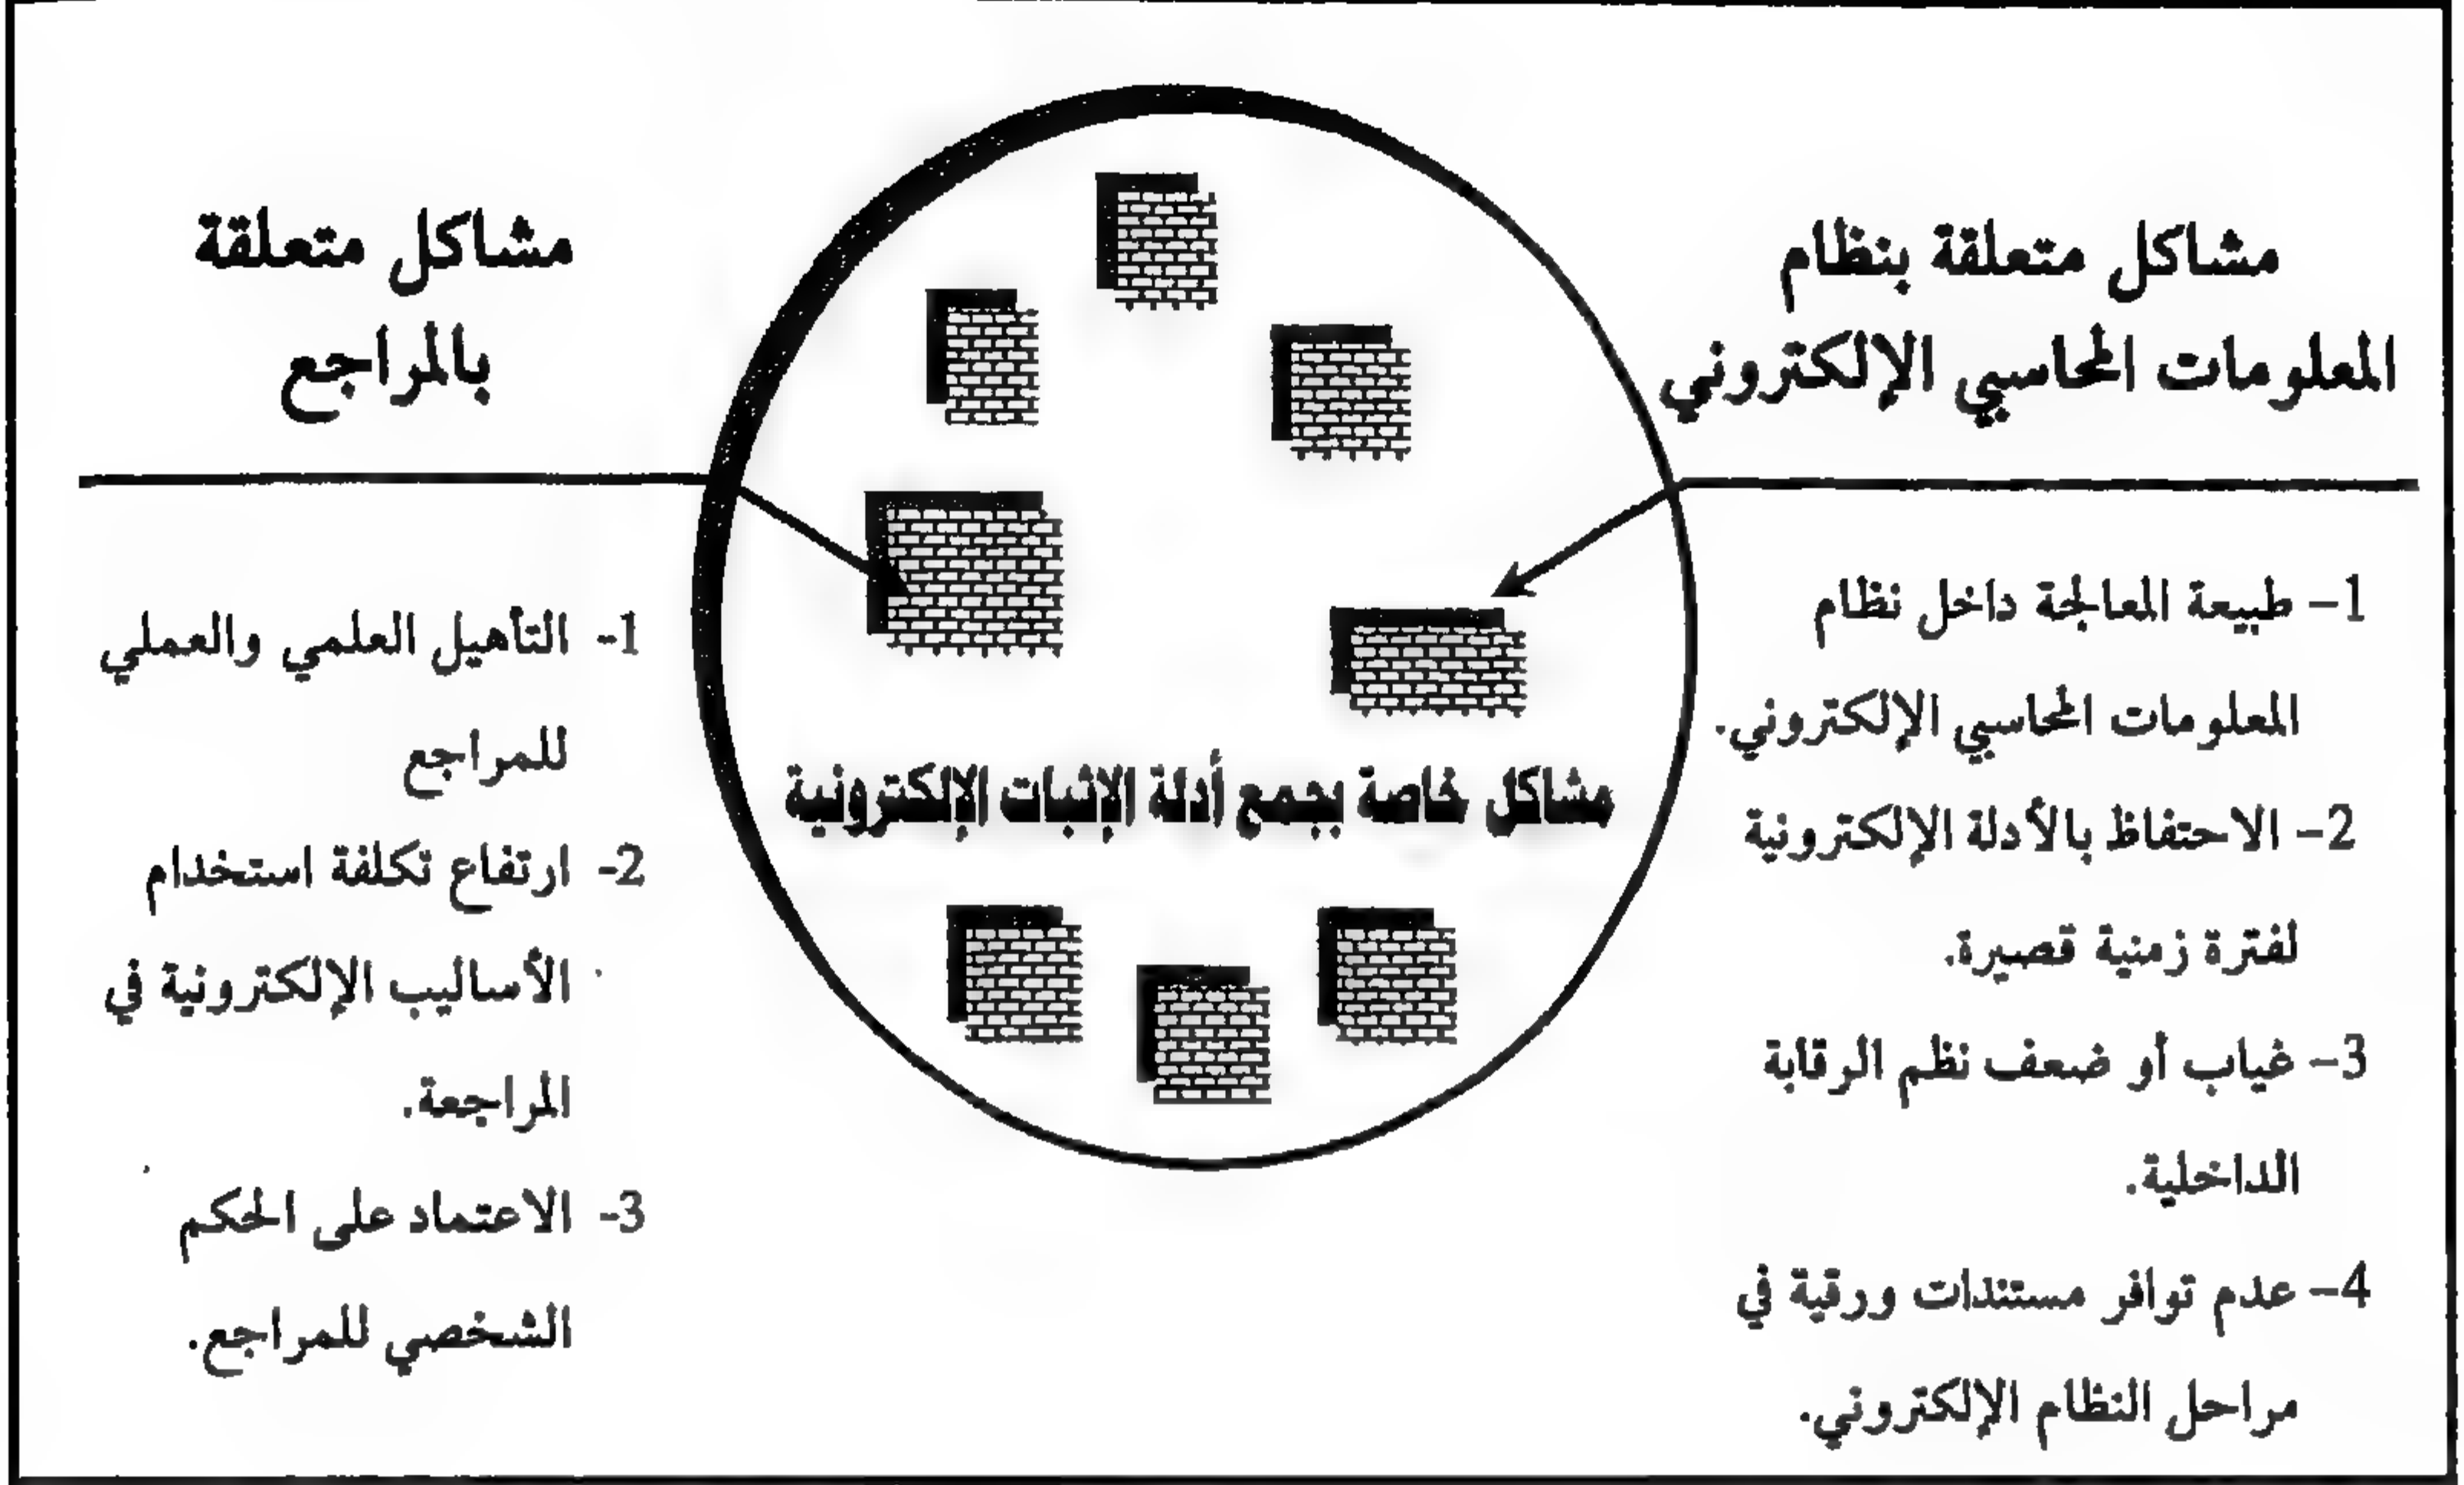 مشاكل متعلقة بنظام
المعلومات المحاسبي الإلكتروني
1– طبيعة المعالجة داخل نظام
المعلومات المحاسبي الإلكتروني.
2– الاحتفاظ بالأدلة الإلكترونية
لفترة زمنية قصيرة.
3– غياب أو ضعف نظم الرقابة
الداخلية.
4– عدم توافر مستندات ورقية في
مراحل النظام الإلكتروني.
مشاكل خاصة بجمع أدلة الإثبات الإلكترونية
مشاكل متعلقة
بالمراجع
1- التأهيل العلمي والعملي
للمراجع
2- ارتفاع تكلفة استخدام
الأساليب الإلكترونية في
المراجعة.
3- الاعتماد على الحكم
الشخصي للمراجع.